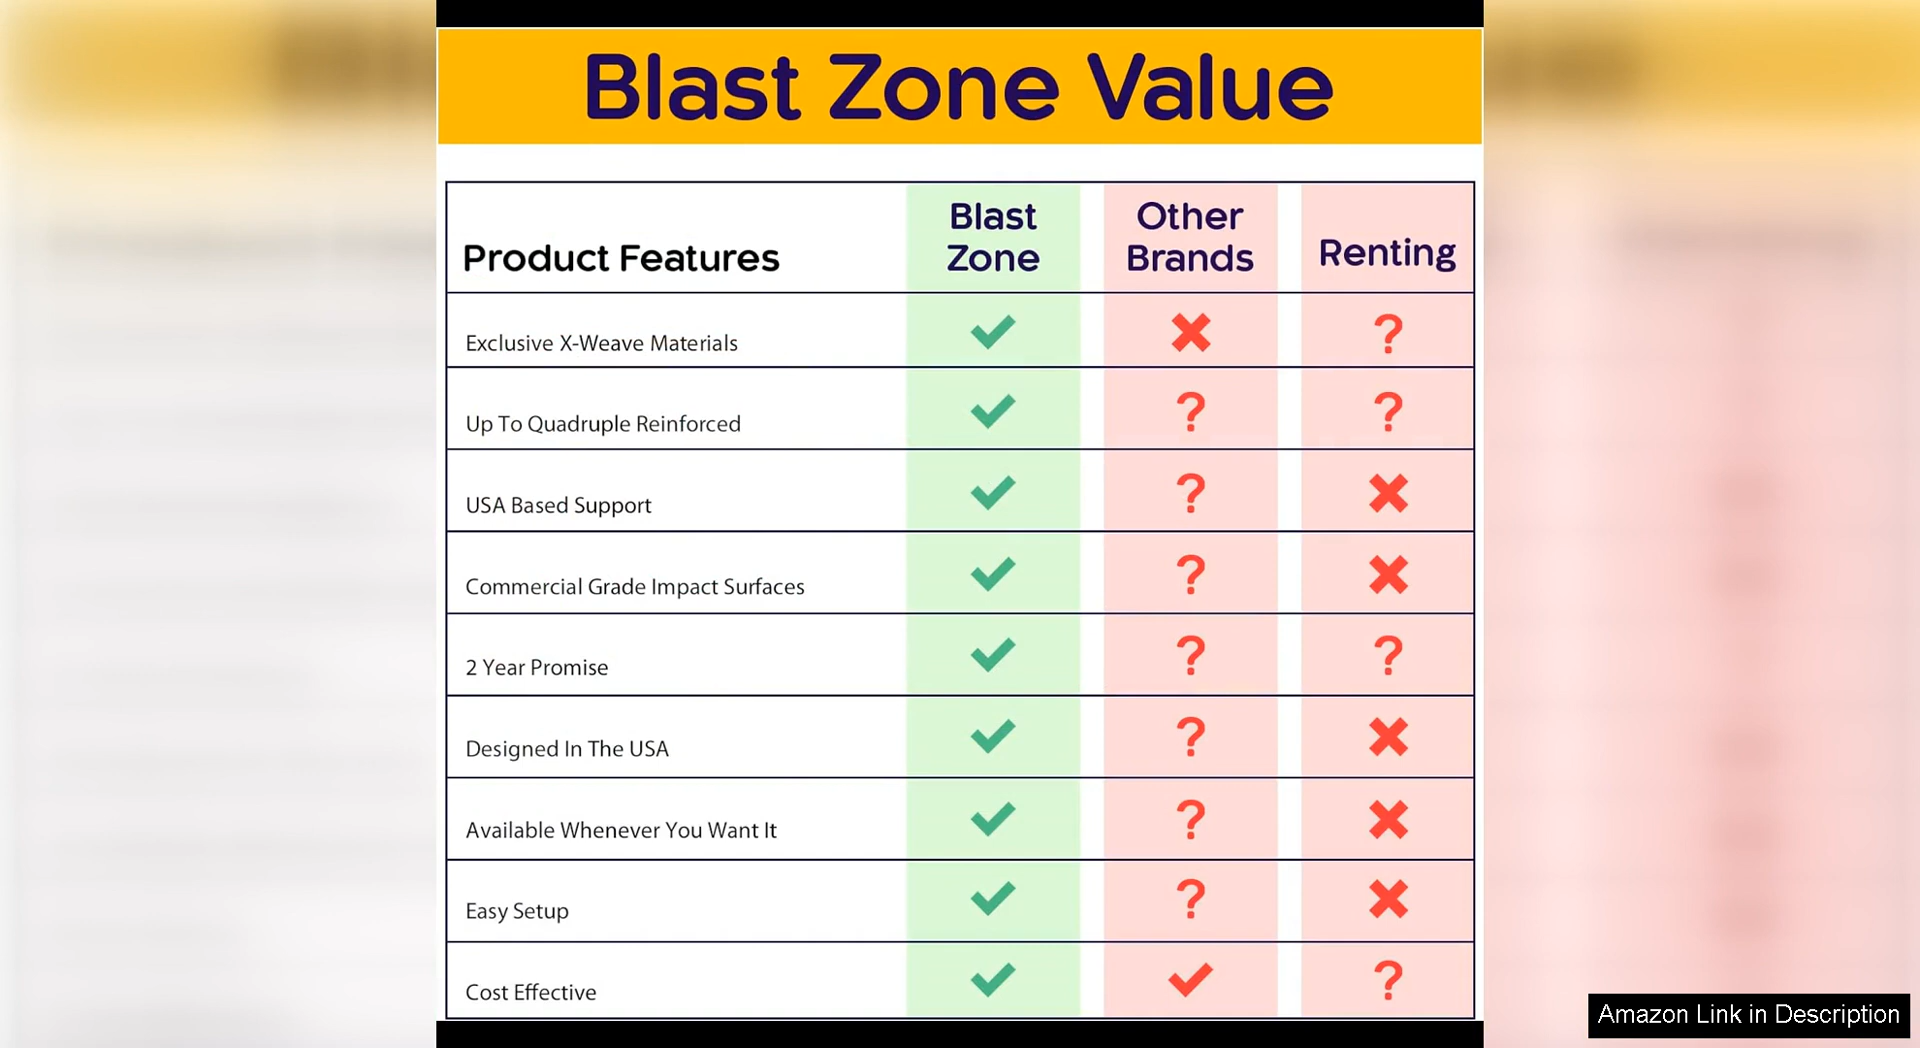 Blast Zone Value
Product Features
Blast
Zone
Other
Brands
Renting
Exclusive X-Weave Materials
?
Up To Quadruple Reinforced
? ?
USA Based Support
?
Commercial Grade Impact Surfaces
?
2 Year Promise
? ?
Designed In The USA
?
Available Whenever You Want It
?
Easy Setup
?
Cost Effective
?
Amazon Link in Description